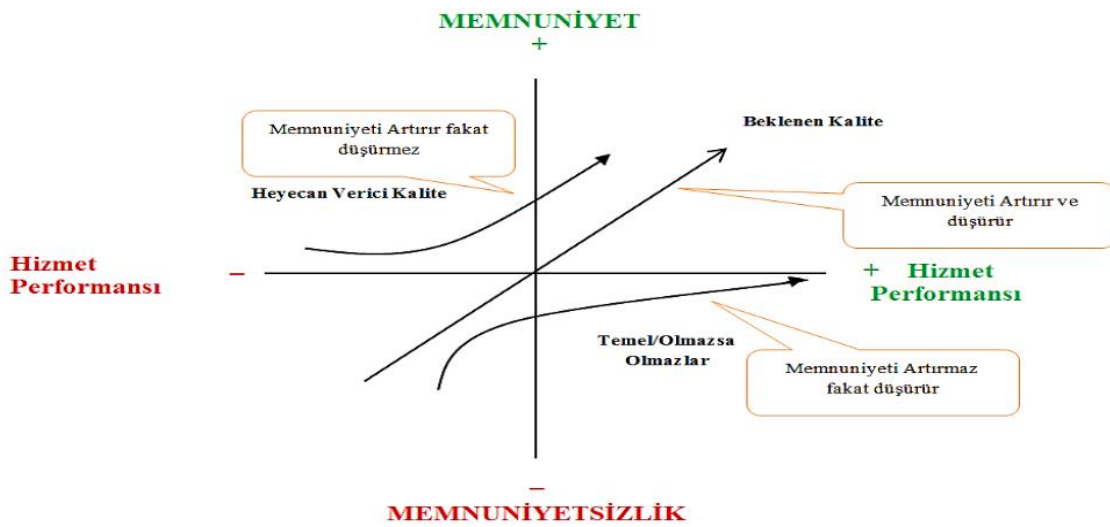 MEMNUNİYET
+
Memnuniyeti Artırır fakat
düşürmez
Beklenen Kalite
Heyecan Verici Kalite
Memnuniyeti Artırır ve
düşürür
Hizmet
Performansı
–
+ Hizmet
Performansı
Temel/Olmazsa
Olmazlar
Memnuniyeti Artırmaz
fakat düşürür
–
MEMNUNİYETSİZLİK